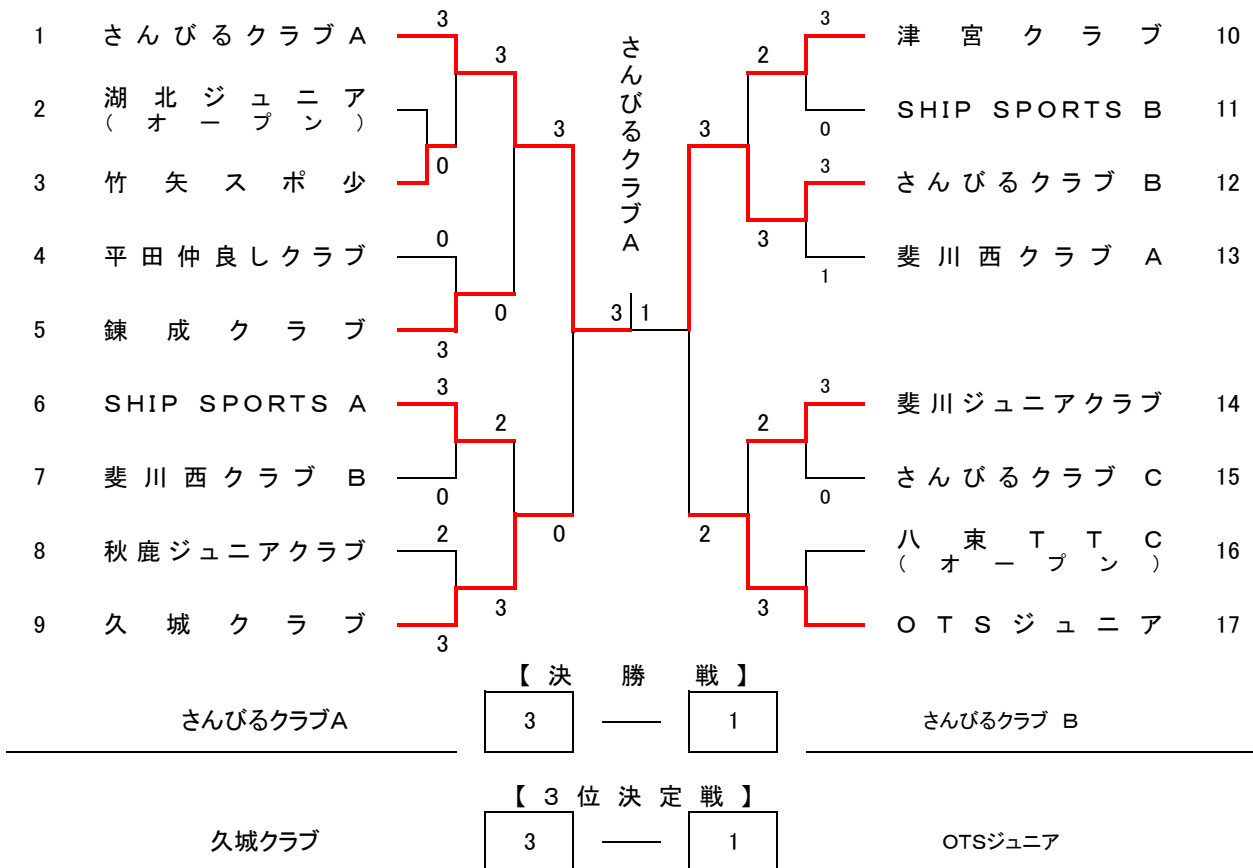 1 さんびるクラブA 3
2 湖北ジュニア
(オープン)
3 竹矢スポ少
3
0
4 平田仲良しクラブ 0
5 錬成クラブ 3
0
3
6 SHIP SPORTS A 3
7 斐川西クラブ B 0
2
8 秋鹿ジュニアクラブ 2
9 久城クラブ 3
3
0
さんびるクラブA
3 1
3 津宮クラブ 10
2
0 SHIP SPORTS B 11
3
3 さんびるクラブ B 12
3
1 斐川西クラブ A 13
3 斐川ジュニアクラブ 14
2
0 さんびるクラブ C 15
2
八東TTC 16
(オープン)
3
OTSジュニア 17
【決勝戦】
さんびるクラブA 3 — 1 さんびるクラブ B
【3位決定戦】
久城クラブ 3 — 1 OTSジュニア